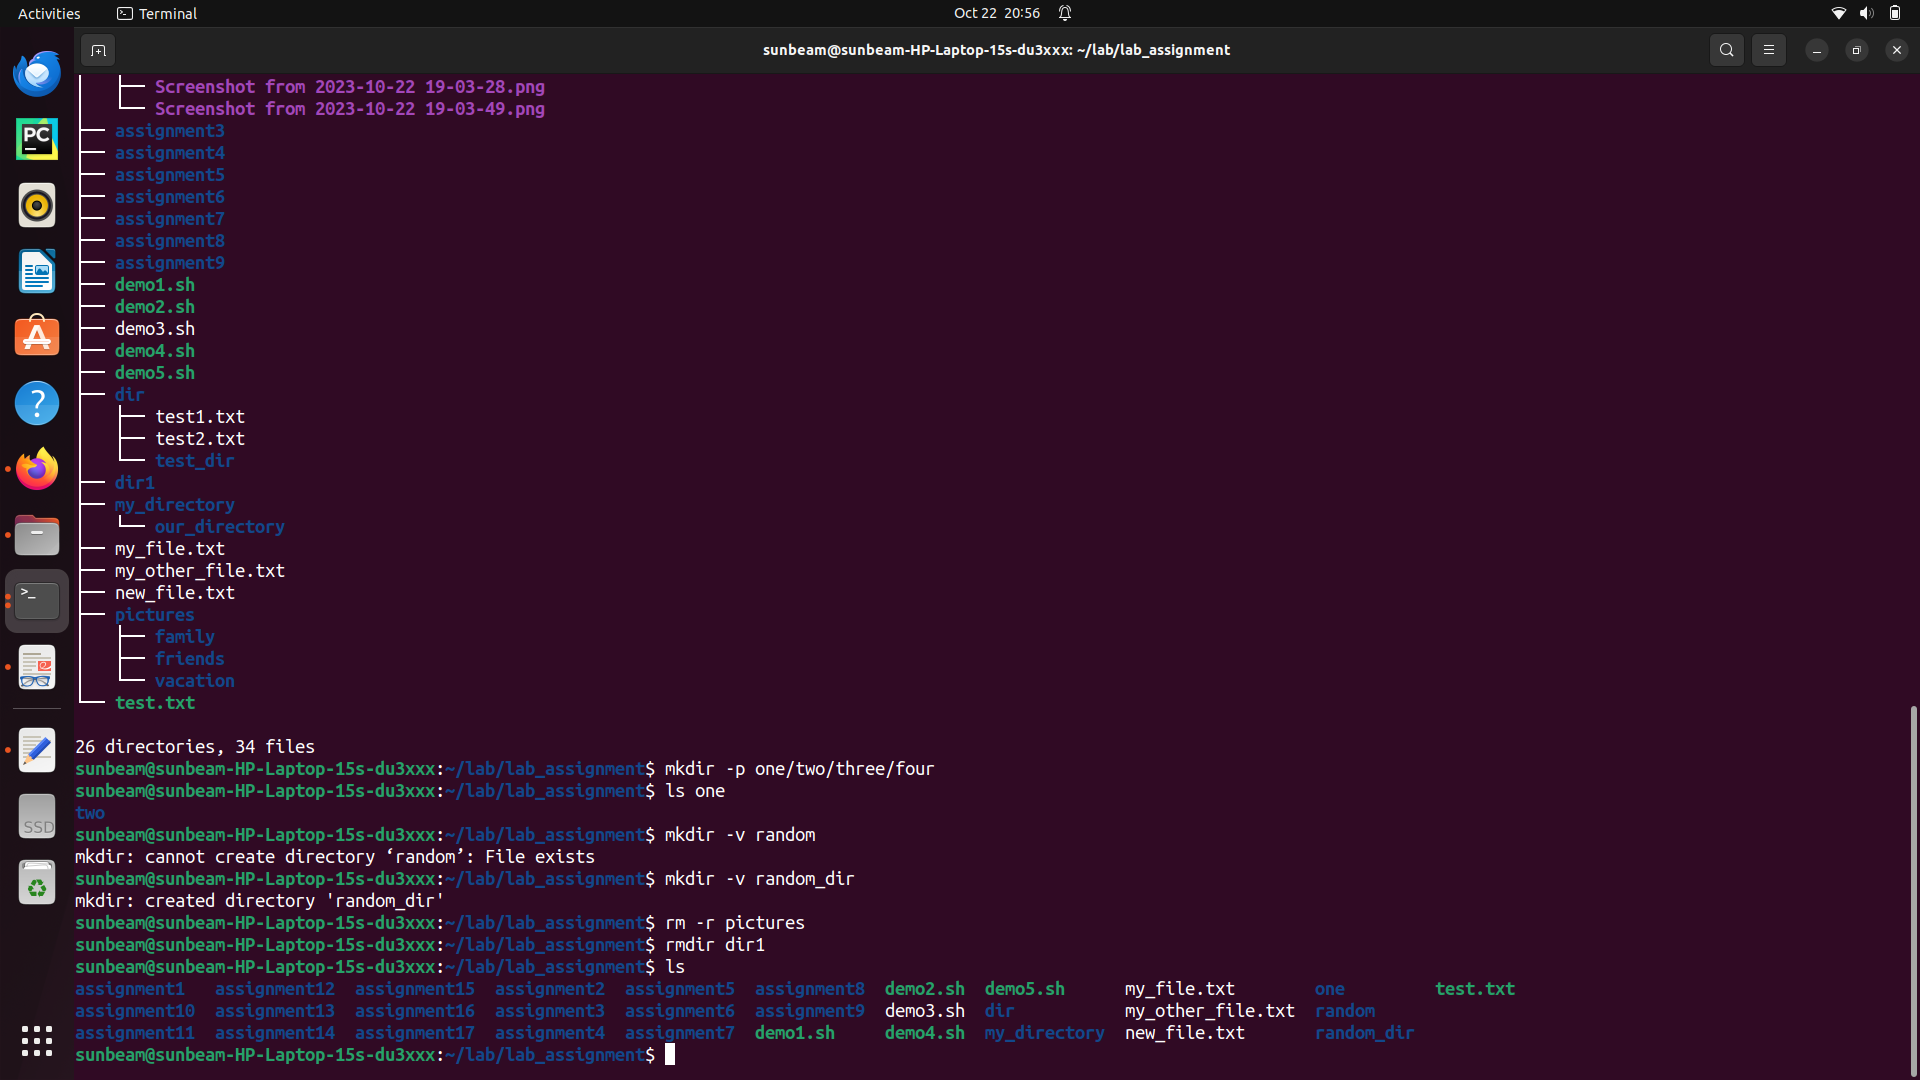 Activities Terminal Oct 22 20:56
sunbeam@sunbeam-HP-Laptop-15s-du3xxx: ~/lab/lab_assignment
Screenshot from 2023-10-22 19-03-28.png
Screenshot from 2023-10-22 19-03-49.png
assignment3
assignment4
assignment5
assignment6
assignment7
assignment8
assignment9
demo1.sh
demo2.sh
demo3.sh
demo4.sh
demo5.sh
dir
test1.txt
test2.txt
test_dir
dir1
my_directory
our_directory
my_file.txt
my_other_file.txt
new_file.txt
pictures
family
friends
vacation
test.txt
26 directories, 34 files
sunbeam@sunbeam-HP-Laptop-15s-du3xxx:~/lab/lab_assignment$ mkdir -p one/two/three/four
sunbeam@sunbeam-HP-Laptop-15s-du3xxx:~/lab/lab_assignment$ ls one
two
sunbeam@sunbeam-HP-Laptop-15s-du3xxx:~/lab/lab_assignment$ mkdir -v random
mkdir: cannot create directory ‘random’: File exists
sunbeam@sunbeam-HP-Laptop-15s-du3xxx:~/lab/lab_assignment$ mkdir -v random_dir
mkdir: created directory 'random_dir'
sunbeam@sunbeam-HP-Laptop-15s-du3xxx:~/lab/lab_assignment$ rm -r pictures
sunbeam@sunbeam-HP-Laptop-15s-du3xxx:~/lab/lab_assignment$ rmdir dir1
sunbeam@sunbeam-HP-Laptop-15s-du3xxx:~/lab/lab_assignment$ ls
assignment1 assignment12 assignment15 assignment2 assignment5 assignment8 demo2.sh demo5.sh my_file.txt one test.txt
assignment10 assignment13 assignment16 assignment3 assignment6 assignment9 demo3.sh dir my_other_file.txt random
assignment11 assignment14 assignment17 assignment4 assignment7 demo1.sh demo4.sh my_directory new_file.txt random_dir
sunbeam@sunbeam-HP-Laptop-15s-du3xxx:~/lab/lab_assignment$
PC
SSD